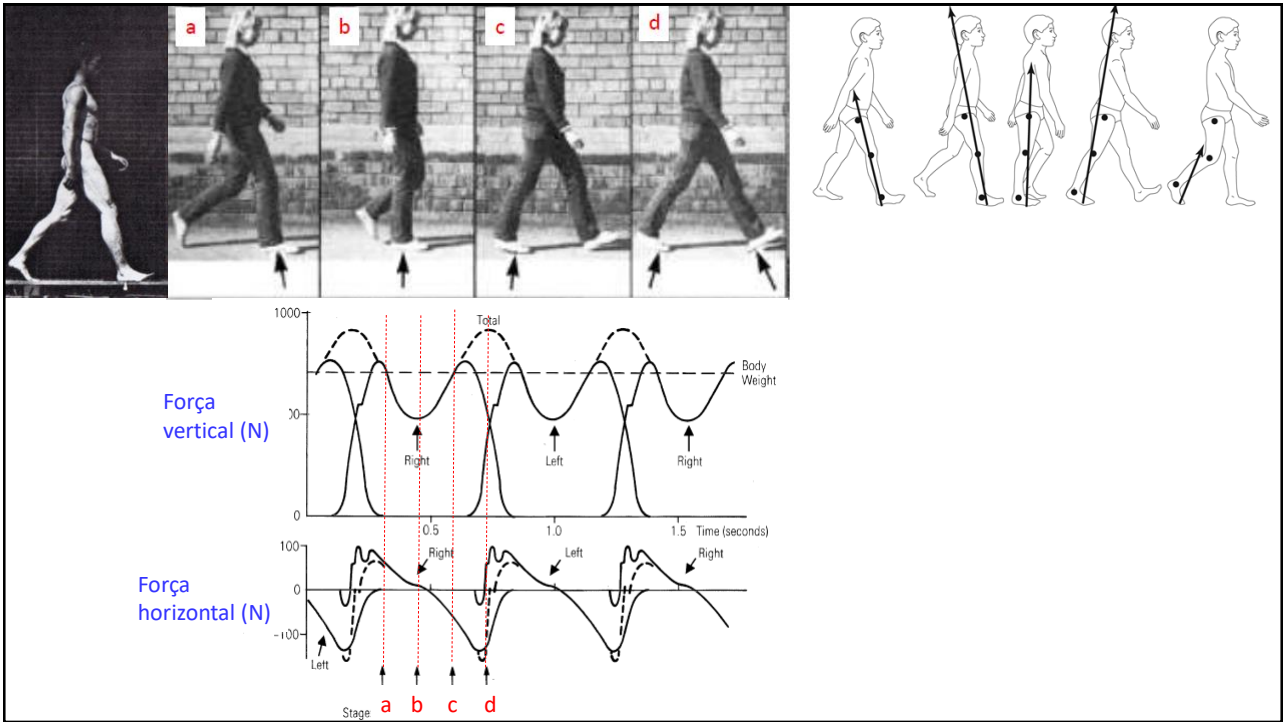 a
b
c
d
1000
Total
Body
Weight
Força
vertical (N)
00
Right
Left
Right
0
0.5
1.0
1.5
Time (seconds)
100
Right
Left
Right
Força
horizontal (N)
0
-100
Left
Stage
a
b
c
d